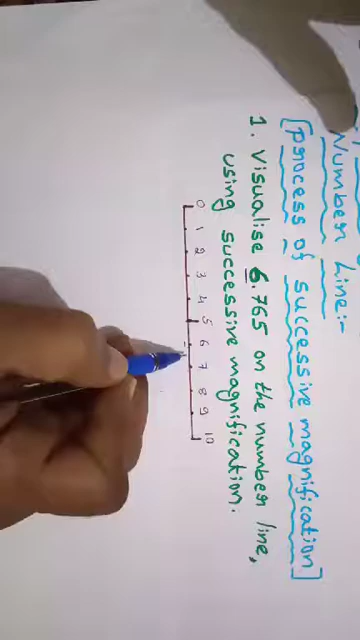 Number Line:-
[process of successive magnification]
1. Visualise 6.765 on the number line,
using successive magnification.
0 1 2 3 4 5 6 7 8 9 10